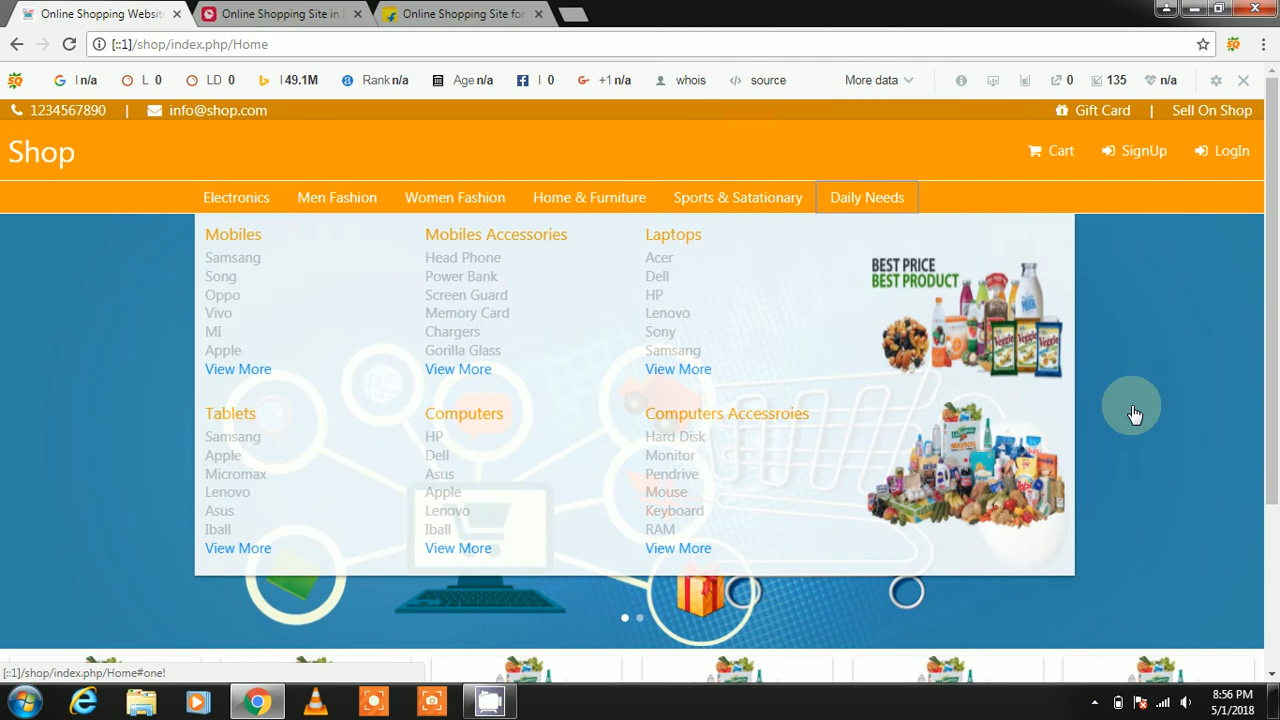 Online Shopping Websit
Online Shopping Site in
Online Shopping Site for
[::1]/shop/index.php/Home
SQ
I n/a
L 0
LD 0
I 49.1M
Rank n/a
Age n/a
I 0
+1 n/a
whois
source
More data
0
135
n/a
1234567890 | info@shop.com
Gift Card | Sell On Shop
Shop
Cart
SignUp
LogIn
Electronics
Men Fashion
Women Fashion
Home & Furniture
Sports & Satationary
Daily Needs
Mobiles
Samsang
Song
Oppo
Vivo
MI
Apple
View More
Mobiles Accessories
Head Phone
Power Bank
Screen Guard
Memory Card
Chargers
Gorilla Glass
View More
Laptops
Acer
Dell
HP
Lenovo
Sony
Samsang
View More
BEST PRICE
BEST PRODUCT
Tablets
Samsang
Apple
Micromax
Lenovo
Asus
Iball
View More
Computers
HP
Dell
Asus
Apple
Lenovo
Iball
View More
Computers Accessroies
Hard Disk
Monitor
Pendrive
Mouse
Keyboard
RAM
View More
[::1]/shop/index.php/Home#one!
8:56 PM
5/1/2018